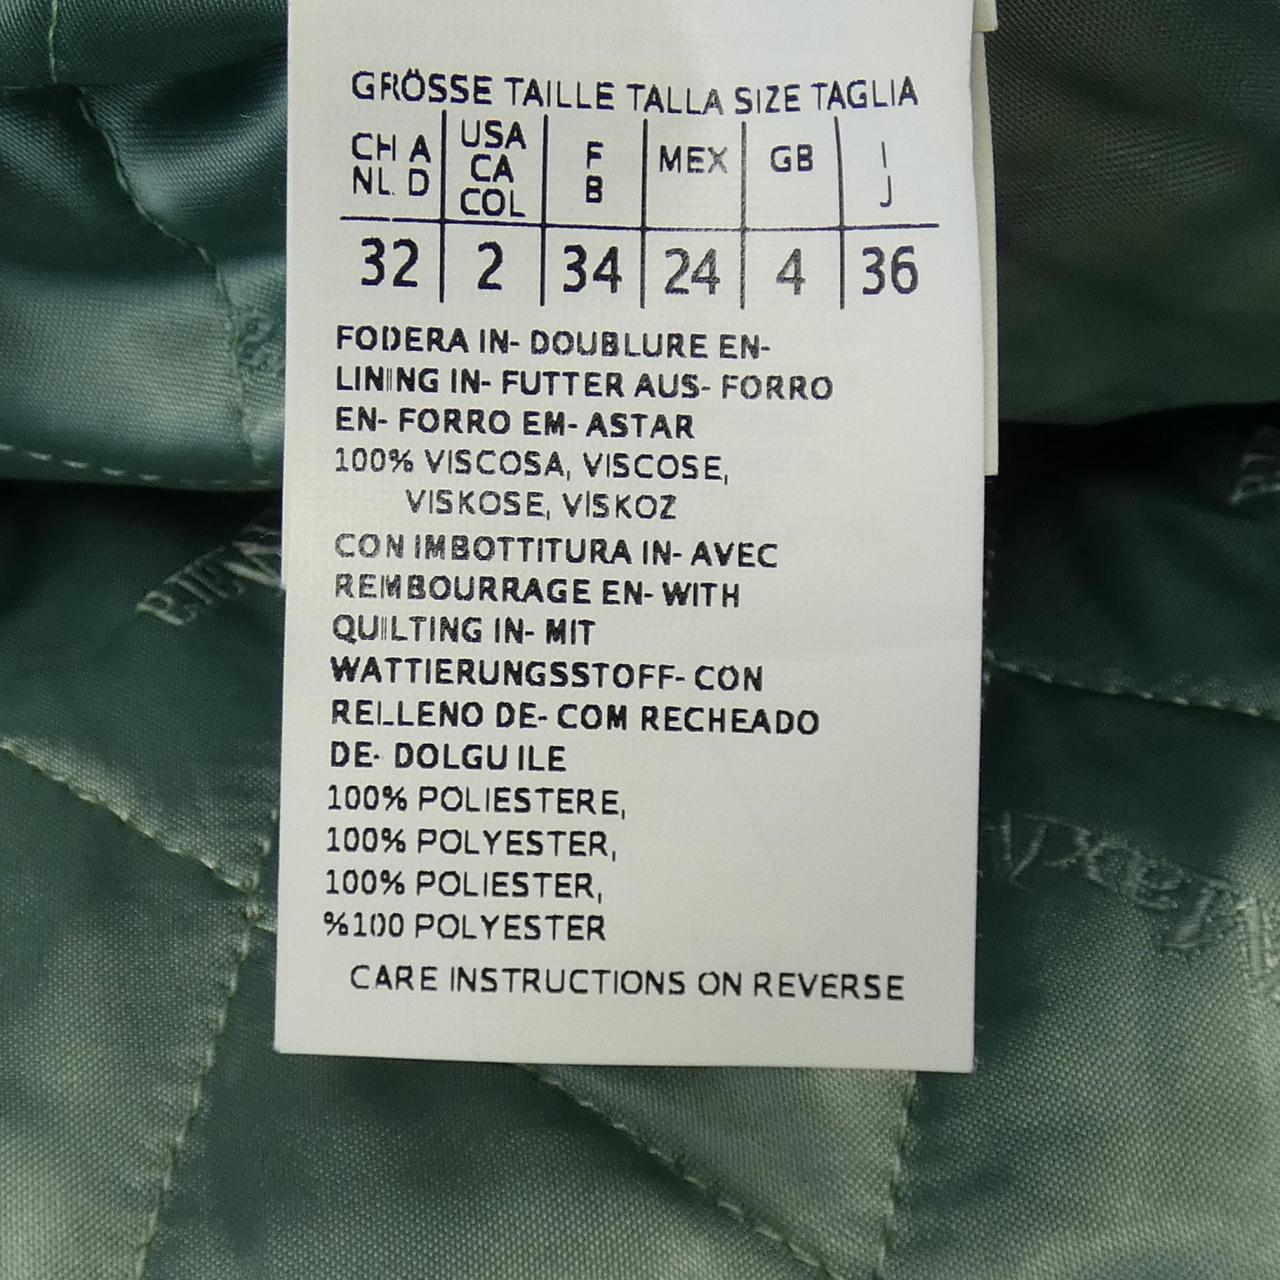 GRÖSSE TAILLE TALLA SIZE TAGLIA
CH A NL D | USA CA COL | F B | MEX | GB | I J
32 | 2 | 34 | 24 | 4 | 36
FODERA IN- DOUBLURE EN-
LINING IN- FUTTER AUS- FORRO
EN- FORRO EM- ASTAR
100% VISCOSA, VISCOSE,
VISKOSE, VISKOZ
CON IMBOTTITURA IN- AVEC
REMBOURRAGE EN- WITH
QUILTING IN- MIT
WATTIERUNGSSTOFF- CON
RELLENO DE- COM RECHEADO
DE- DOLGU ILE
100% POLIESTERE,
100% POLYESTER,
100% POLIESTER,
%100 POLYESTER
CARE INSTRUCTIONS ON REVERSE